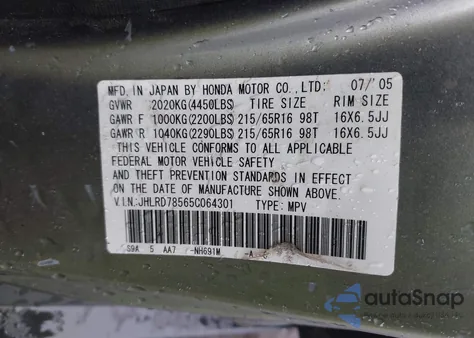 MFD. IN JAPAN BY HONDA MOTOR CO., LTD. 07/'05
GVWR 2020KG(4450LBS) TIRE SIZE RIM SIZE
GAWR F 1000KG(2200LBS) 215/65R16 98T 16X6.5JJ
GAWR R 1040KG(2290LBS) 215/65R16 98T 16X6.5JJ
THIS VEHICLE CONFORMS TO ALL APPLICABLE
FEDERAL MOTOR VEHICLE SAFETY
AND THEFT PREVENTION STANDARDS IN EFFECT ON
THE DATE OF MANUFACTURE SHOWN ABOVE.
V.I.N.:JHLRD78565C064301 TYPE: MPV
S9A 5 AA7 -NH691M -A
autoSnap